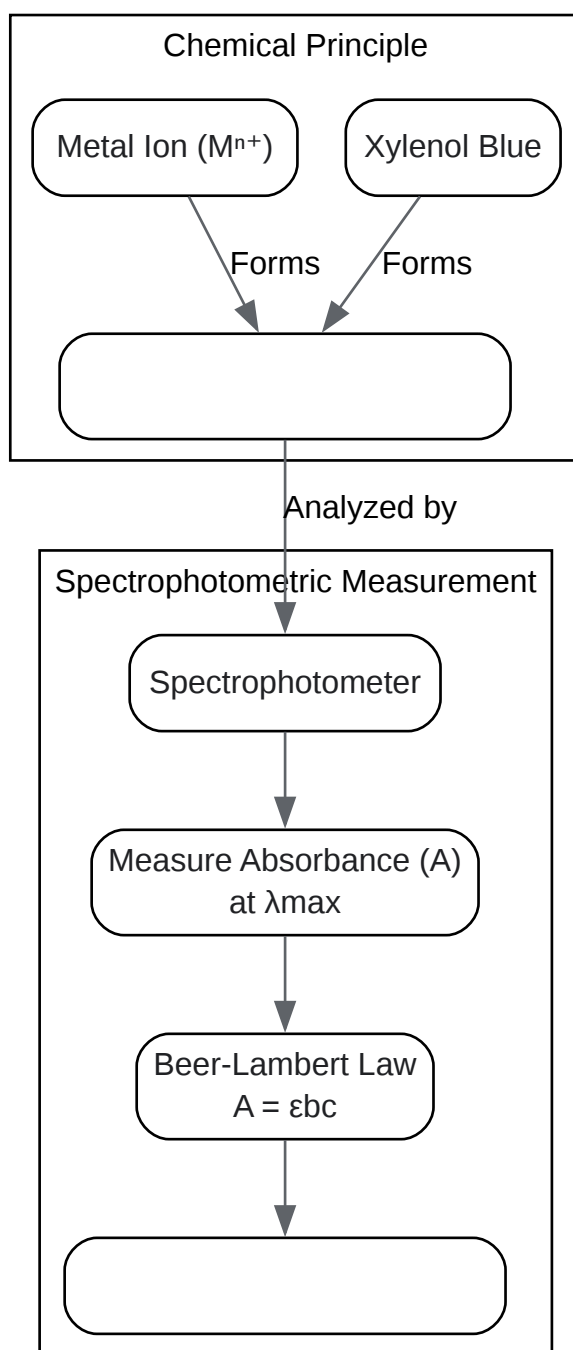 Chemical Principle
Metal Ion (Mⁿ⁺)
Xylenol Blue
Forms
Forms
Analyzed by
Spectrophotometric Measurement
Spectrophotometer
Measure Absorbance (A)
at λmax
Beer-Lambert Law
A = εbc